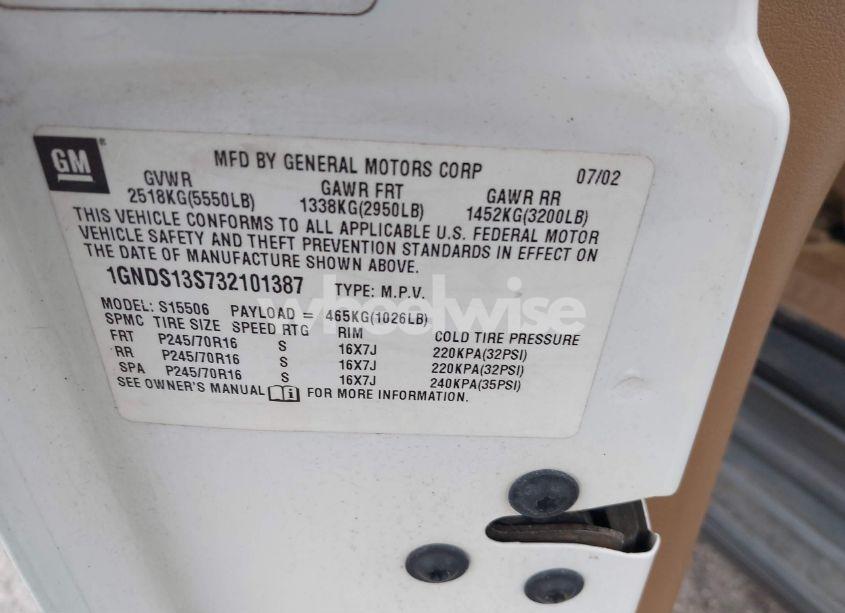 GM
MFD BY GENERAL MOTORS CORP 07/02
GVWR GAWR FRT GAWR RR
2518KG(5550LB) 1338KG(2950LB) 1452KG(3200LB)
THIS VEHICLE CONFORMS TO ALL APPLICABLE U.S. FEDERAL MOTOR
VEHICLE SAFETY AND THEFT PREVENTION STANDARDS IN EFFECT ON
THE DATE OF MANUFACTURE SHOWN ABOVE.
1GNDS13S732101387 TYPE: M.P.V.
MODEL: S15506 PAYLOAD = 465KG(1026LB)
SPMC TIRE SIZE SPEED RTG RIM COLD TIRE PRESSURE
FRT P245/70R16 S 16X7J 220KPA(32PSI)
RR P245/70R16 S 16X7J 220KPA(32PSI)
SPA P245/70R16 S 16X7J 240KPA(35PSI)
SEE OWNER'S MANUAL FOR MORE INFORMATION.
wheelwise